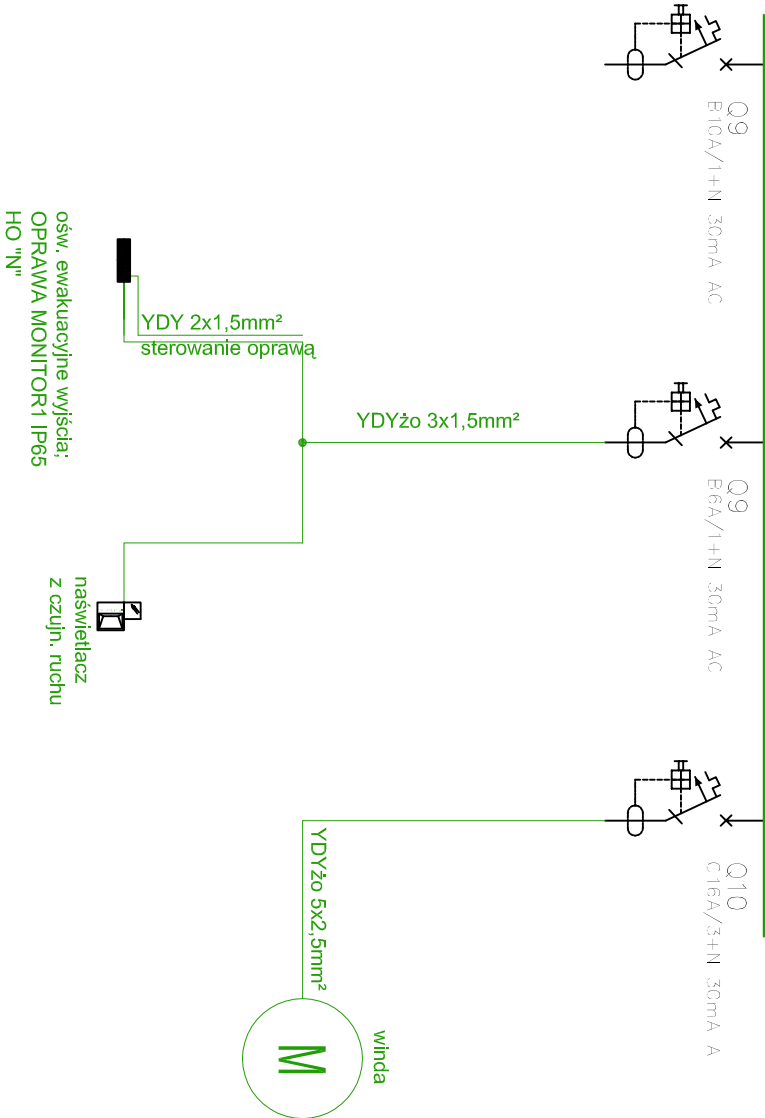 Q9
B10A/1+N 30mA AC
ośw. ewakuacyjne wyjścia;
OPRAWA MONITOR1 IP65
HO "N"
YDY 2x1,5mm²
sterowanie oprawą
YDYżo 3x1,5mm²
Q9
B6A/1+N 30mA AC
naświetlacz
z czujn. ruchu
Q10
C16A/3+N 30mA A
YDYżo 5x2,5mm²
winda
M